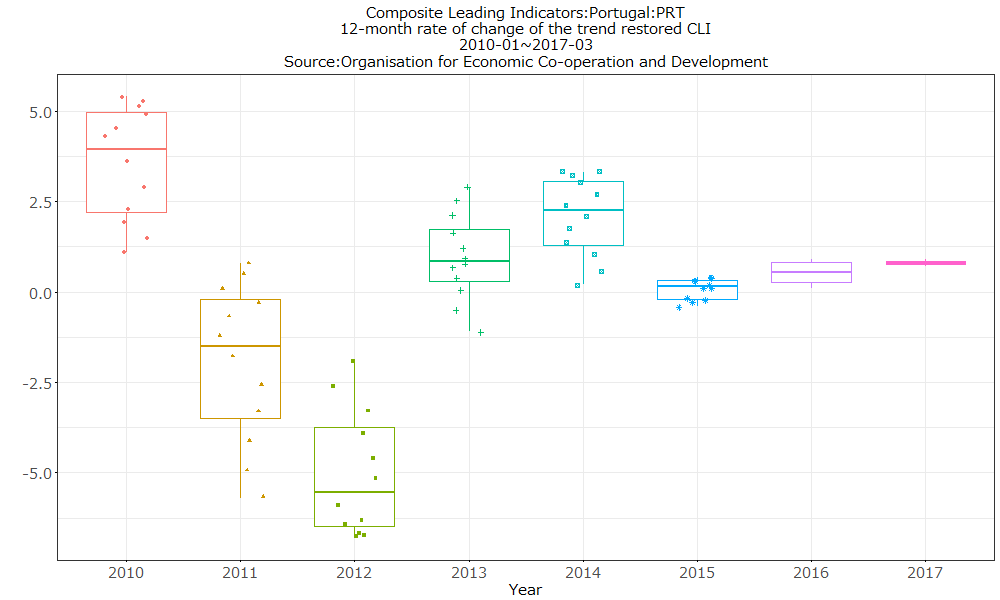 Composite Leading Indicators:Portugal:PRT
12-month rate of change of the trend restored CLI
2010-01~2017-03
Source:Organisation for Economic Co-operation and Development
5.0
2.5
0.0
-2.5
-5.0
2010 2011 2012 2013 2014 2015 2016 2017
Year